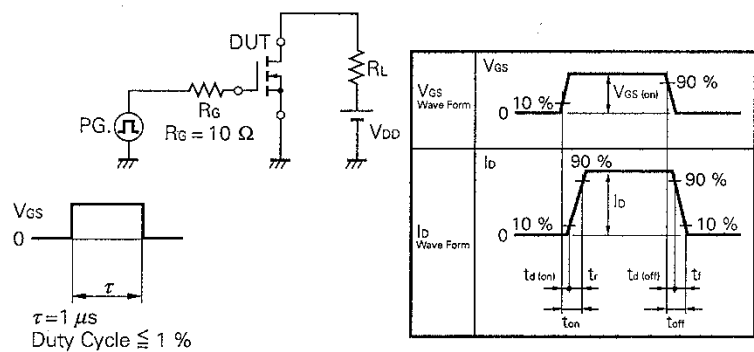 DUT
RL
RG
PG.
RG = 10 Ω
VDD
VGS
0
τ
τ=1 μs
Duty Cycle ≦ 1 %
VGS
Wave Form
VGS
90 %
VGS (on)
10 %
0
ID
Wave Form
ID
90 %
90 %
ID
10 %
10 %
0
td (on)
tr
td (off)
tf
ton
toff